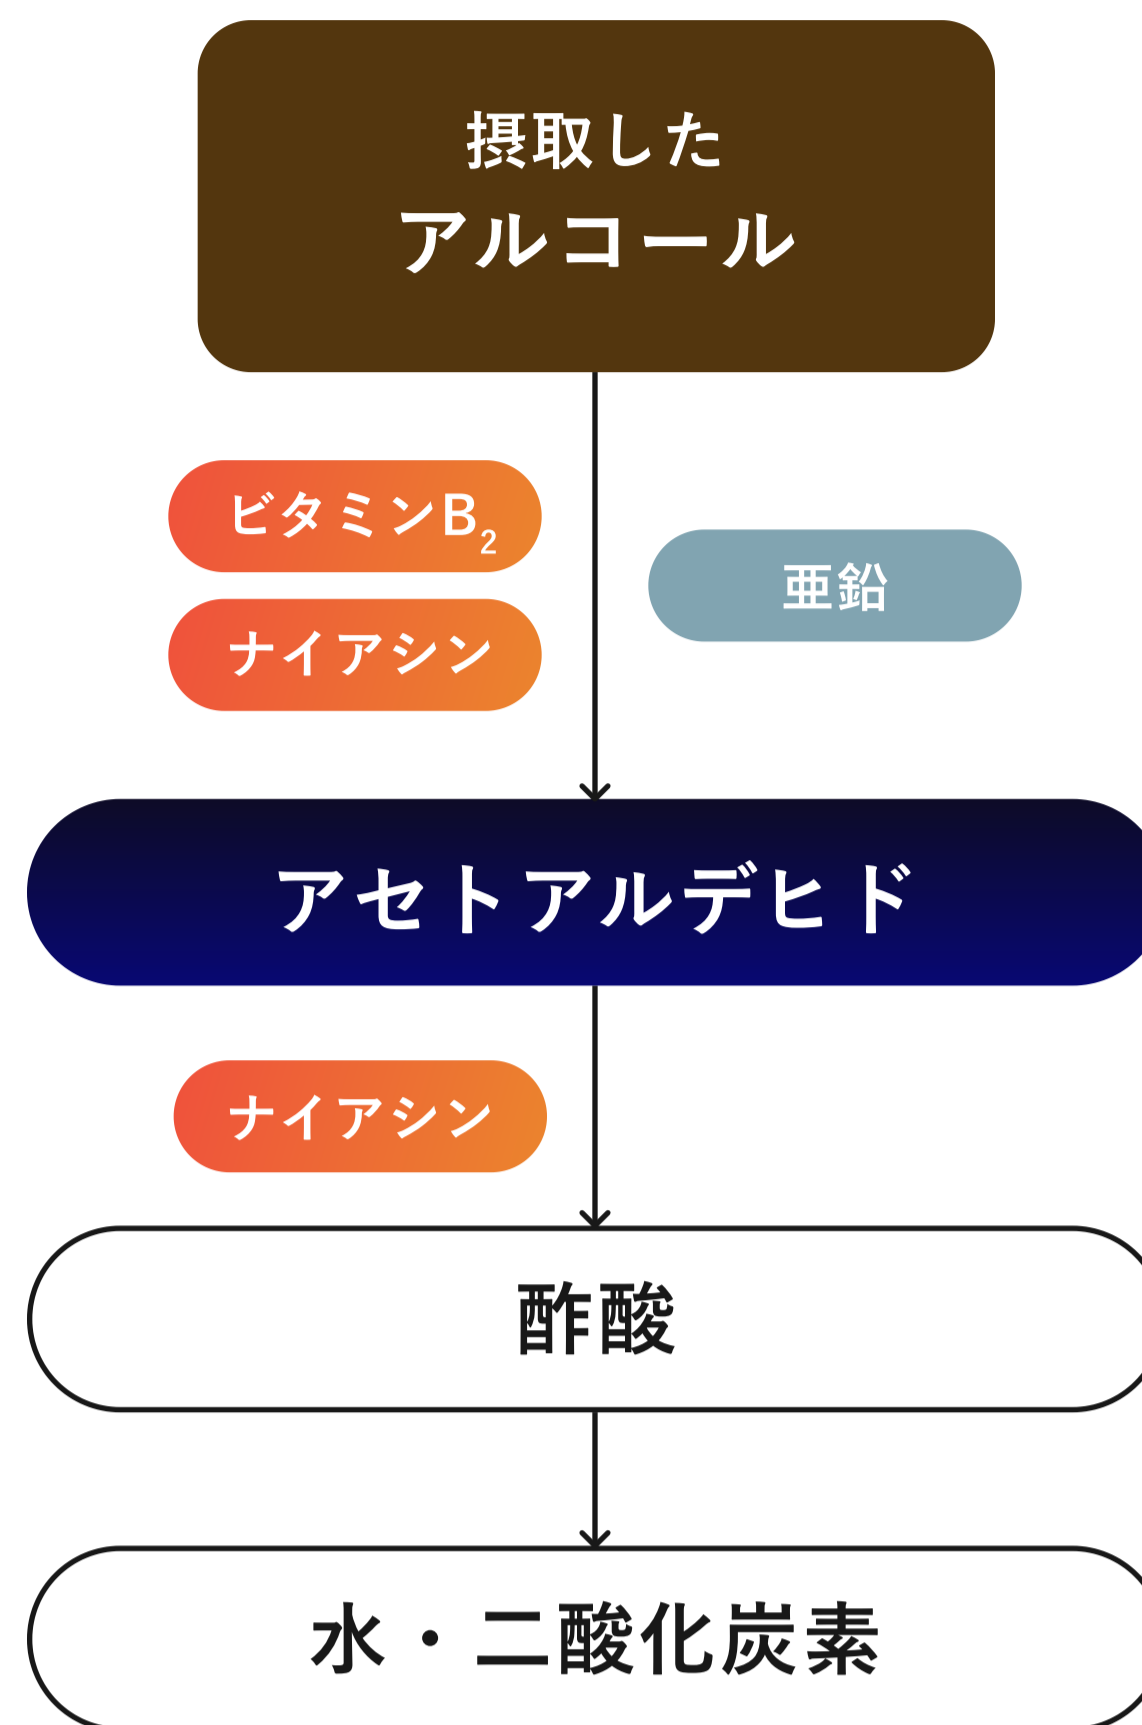 摂取した
アルコール
ビタミンB₂
亜鉛
ナイアシン
アセトアルデヒド
ナイアシン
酢酸
水・二酸化炭素